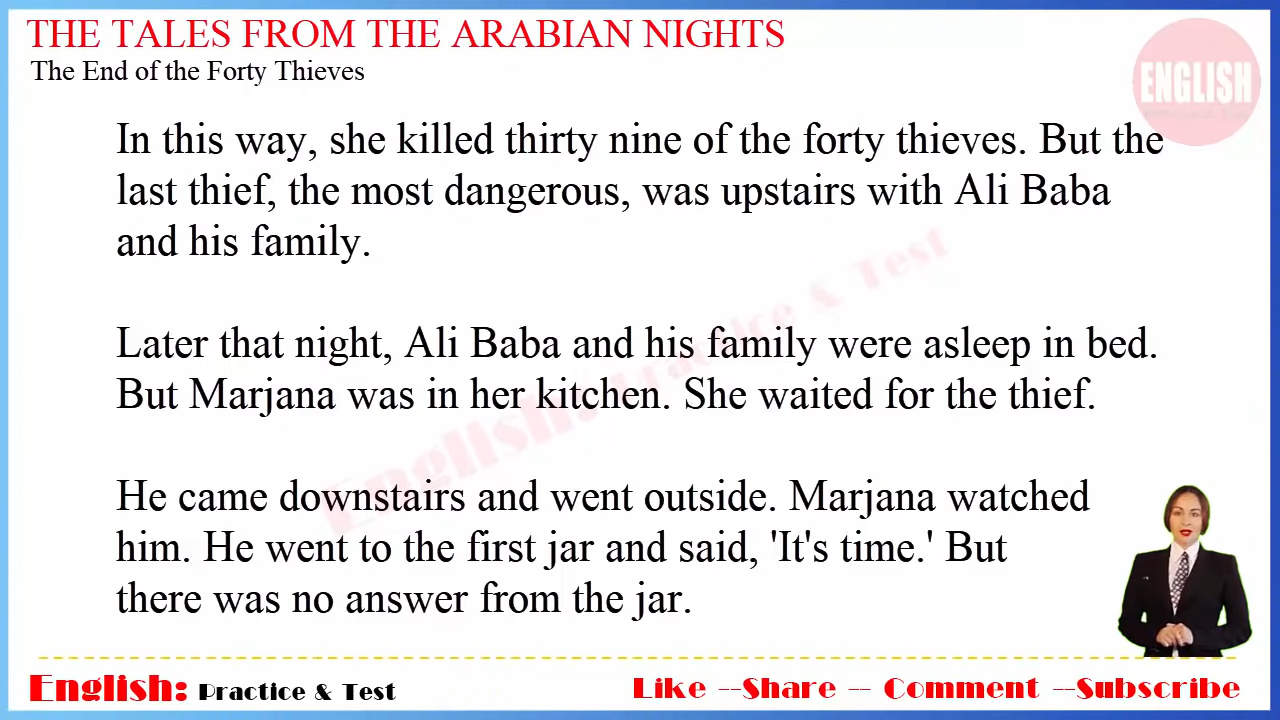 THE TALES FROM THE ARABIAN NIGHTS
The End of the Forty Thieves
ENGLISH
In this way, she killed thirty nine of the forty thieves. But the
last thief, the most dangerous, was upstairs with Ali Baba
and his family.
Later that night, Ali Baba and his family were asleep in bed.
But Marjana was in her kitchen. She waited for the thief.
He came downstairs and went outside. Marjana watched
him. He went to the first jar and said, 'It's time.' But
there was no answer from the jar.
English: Practice & Test
English: Practice & Test
Like --Share -- Comment --Subscribe